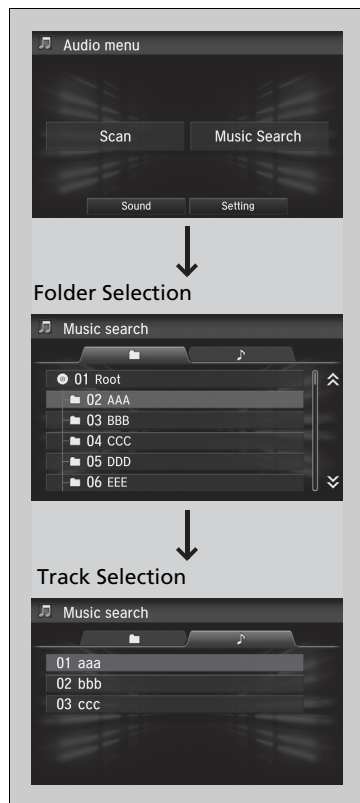 Audio menu
Scan Music Search
Sound Setting
Folder Selection
Music search
01 Root
02 AAA
03 BBB
04 CCC
05 DDD
06 EEE
Track Selection
Music search
01 aaa
02 bbb
03 ccc